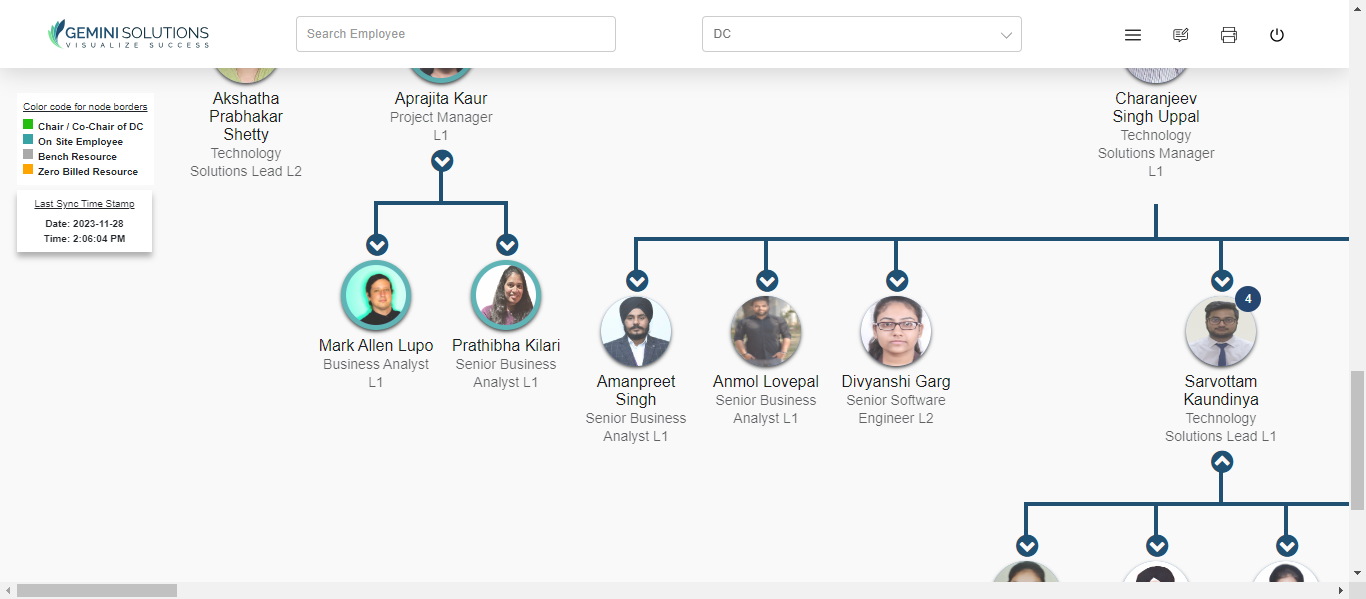 GEMINI SOLUTIONS
VISUALIZE SUCCESS
Search Employee
DC
Color code for node borders
Chair / Co-Chair of DC
On Site Employee
Bench Resource
Zero Billed Resource
Last Sync Time Stamp
Date: 2023-11-28
Time: 2:06:04 PM
Akshatha
Prabhakar
Shetty
Technology
Solutions Lead L2
Aprajita Kaur
Project Manager
L1
Charanjeev
Singh Uppal
Technology
Solutions Manager
L1
Mark Allen Lupo
Business Analyst
L1
Prathibha Kilari
Senior Business
Analyst L1
Amanpreet
Singh
Senior Business
Analyst L1
Anmol Lovepal
Senior Business
Analyst L1
Divyanshi Garg
Senior Software
Engineer L2
4
Sarvottam
Kaundinya
Technology
Solutions Lead L1